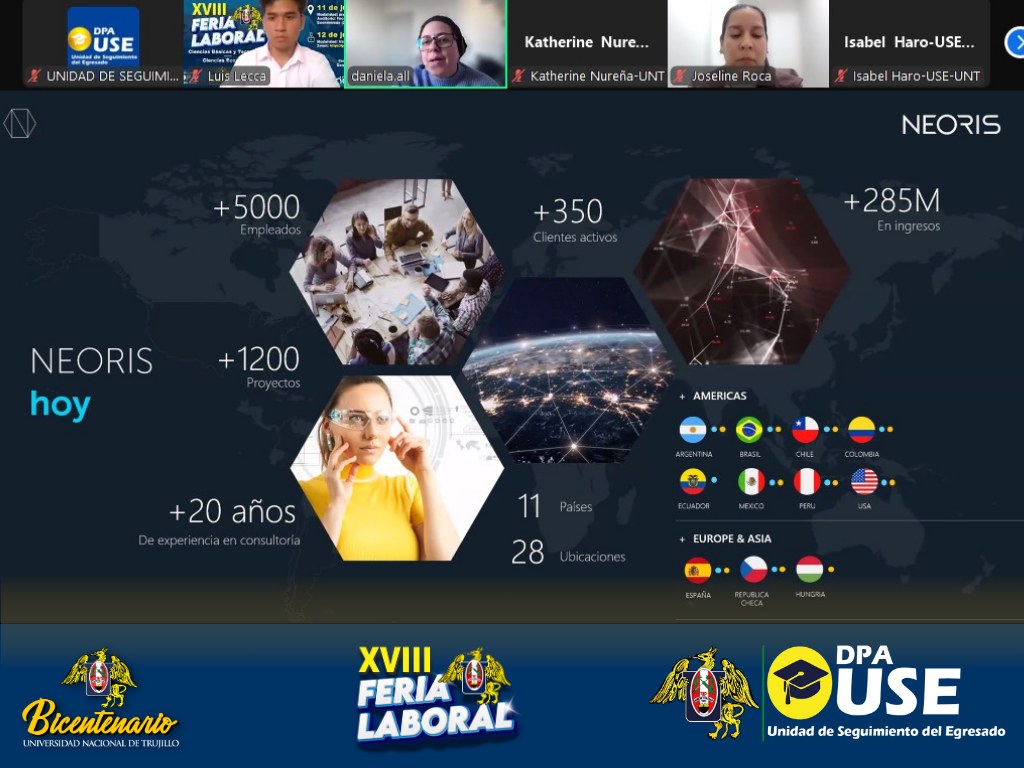 DPA
USE
Unidad de Seguimiento
del Egresado
UNIDAD DE SEGUIMI...
XVIII
FERIA
LABORAL
11 de
12 de
Luis Lecca
daniela.all
Katherine Nure...
Katherine Nureña-UNT
Joseline Roca
Isabel Haro-USE...
Isabel Haro-USE-UNT
NEORIS
+5000
Empleados
+350
Clientes activos
+285M
En ingresos
NEORIS
hoy
+1200
Proyectos
+20 años
De experiencia en consultoría
11 Países
28 Ubicaciones
+ AMERICAS
ARGENTINA BRASIL CHILE COLOMBIA
ECUADOR MEXICO PERU USA
+ EUROPE & ASIA
ESPAÑA REPUBLICA CHECA HUNGRIA
Bicentenario
UNIVERSIDAD NACIONAL DE TRUJILLO
XVIII
FERIA
LABORAL
DPA
USE
Unidad de Seguimiento del Egresado